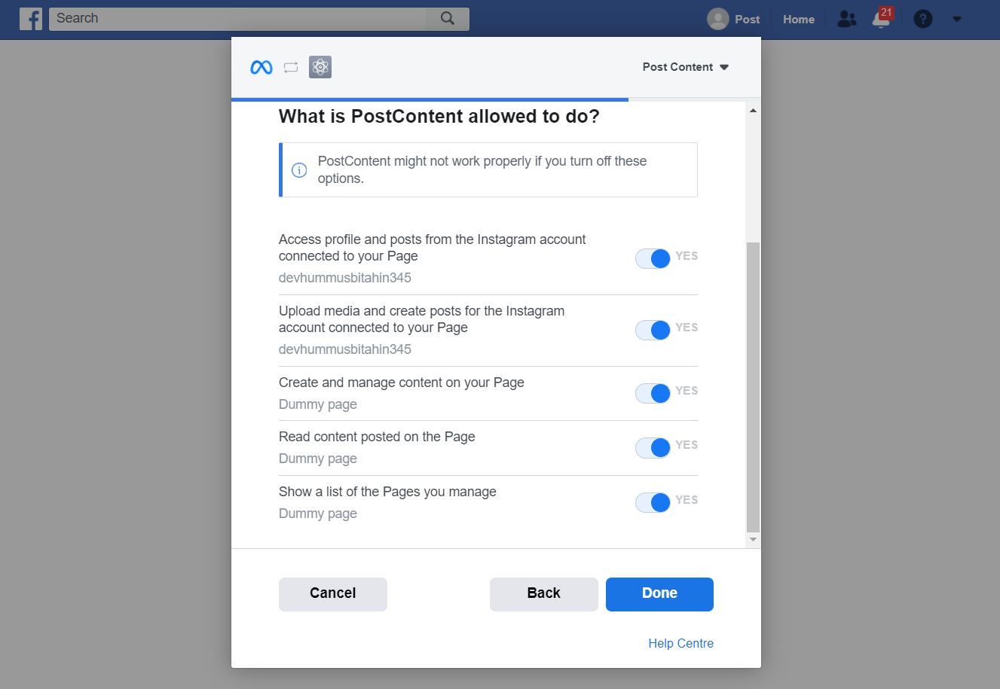 Search
Post
Home
21
?
Post Content
What is PostContent allowed to do?
PostContent might not work properly if you turn off these
options.
Access profile and posts from the Instagram account
connected to your Page
devhummusbitahin345
YES
Upload media and create posts for the Instagram
account connected to your Page
devhummusbitahin345
YES
Create and manage content on your Page
Dummy page
YES
Read content posted on the Page
Dummy page
YES
Show a list of the Pages you manage
Dummy page
YES
Cancel
Back
Done
Help Centre